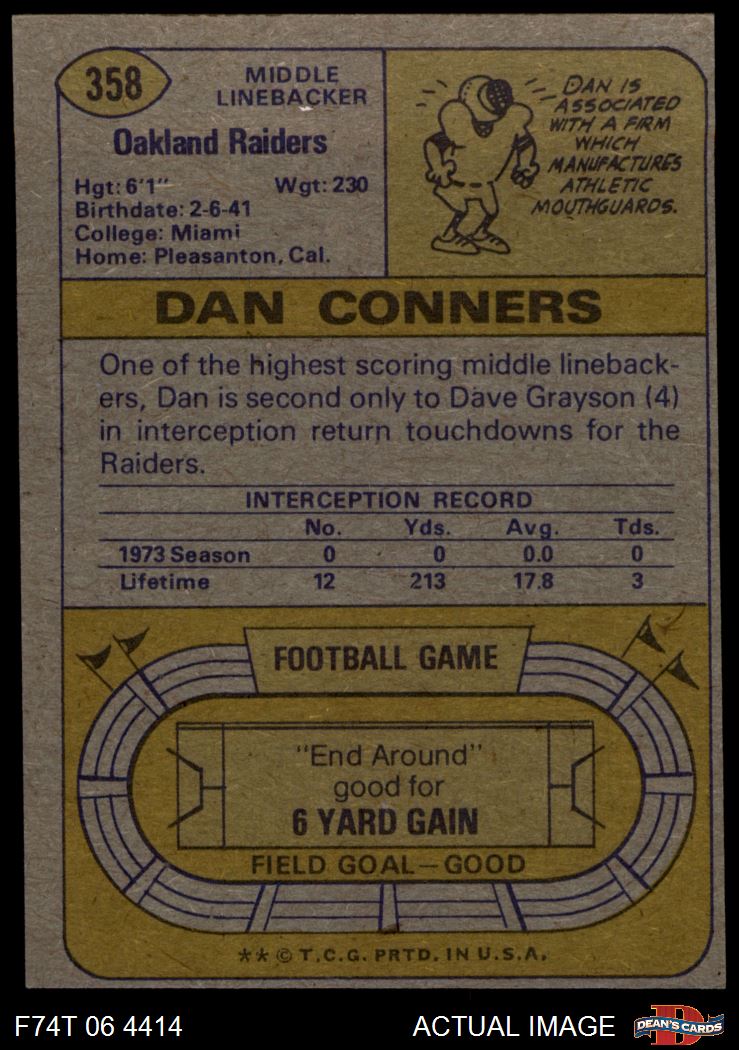 358
MIDDLE
LINEBACKER
Oakland Raiders
Hgt: 6'1" Wgt: 230
Birthdate: 2-6-41
College: Miami
Home: Pleasanton, Cal.
DAN IS
ASSOCIATED
WITH A FIRM
WHICH
MANUFACTURES
ATHLETIC
MOUTHGUARDS.
DAN CONNERS
One of the highest scoring middle lineback-
ers, Dan is second only to Dave Grayson (4)
in interception return touchdowns for the
Raiders.
INTERCEPTION RECORD
No. Yds. Avg. Tds.
1973 Season 0 0 0.0 0
Lifetime 12 213 17.8 3
FOOTBALL GAME
"End Around"
good for
6 YARD GAIN
FIELD GOAL—GOOD
** © T.C.G. PRTD. IN U.S.A.
F74T 06 4414 ACTUAL IMAGE D DEAN'S CARDS